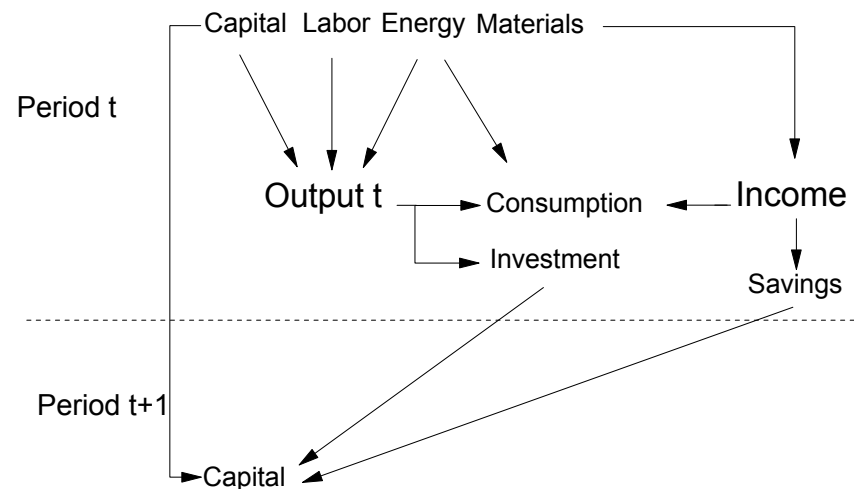 Capital Labor Energy Materials
Period t
Output t
Consumption
Income
Investment
Savings
Period t+1
Capital